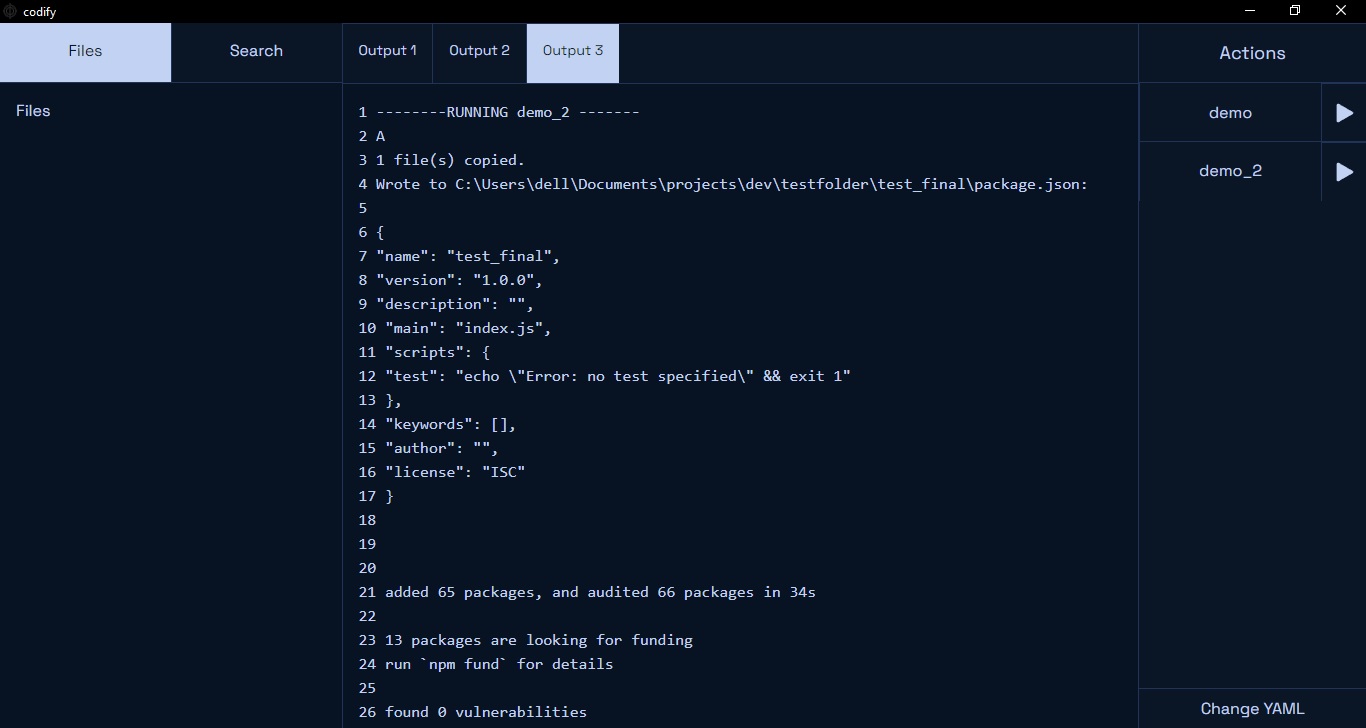 codify
Files
Search
Output 1
Output 2
Output 3
Actions
Files
1 --------RUNNING demo_2 -------
2 A
3 1 file(s) copied.
4 Wrote to C:\Users\dell\Documents\projects\dev\testfolder\test_final\package.json:
5
6 {
7 "name": "test_final",
8 "version": "1.0.0",
9 "description": "",
10 "main": "index.js",
11 "scripts": {
12 "test": "echo \"Error: no test specified\" && exit 1"
13 },
14 "keywords": [],
15 "author": "",
16 "license": "ISC"
17 }
18
19
20
21 added 65 packages, and audited 66 packages in 34s
22
23 13 packages are looking for funding
24 run `npm fund` for details
25
26 found 0 vulnerabilities
demo
demo_2
Change YAML